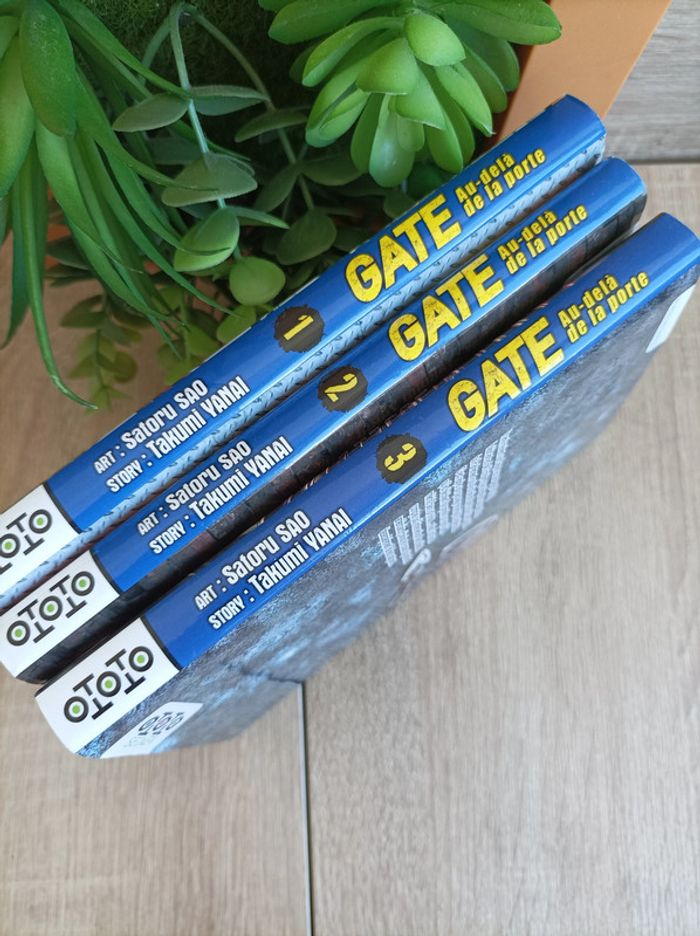 GATE
Au-delà
de la porte
1
ART : Satoru SAO
STORY : Takumi YANAI
OTOTO
GATE
Au-delà
de la porte
2
ART : Satoru SAO
STORY : Takumi YANAI
OTOTO
GATE
Au-delà
de la porte
3
ART : Satoru SAO
STORY : Takumi YANAI
OTOTO